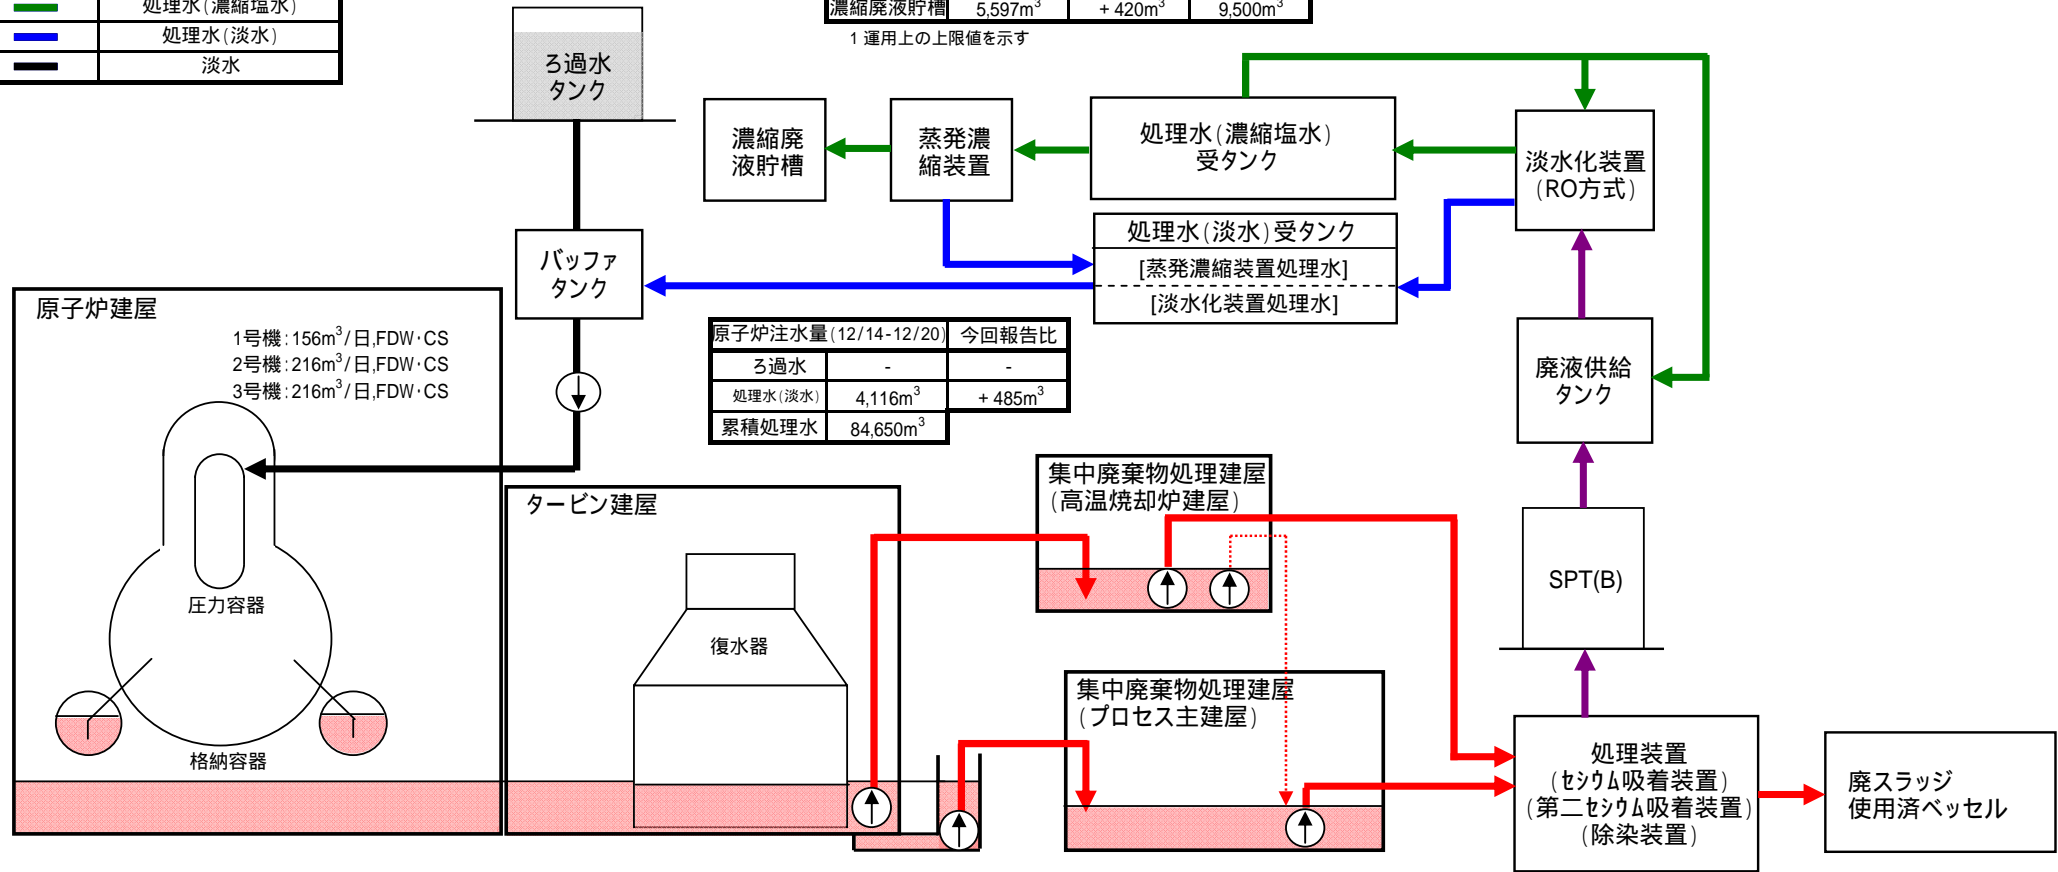 処理水(濃縮塩水)
処理水(淡水)
淡水
濃縮廃液貯槽 5,597m³ + 420m³ 9,500m³
1 運用上の上限値を示す
ろ過水
タンク
濃縮廃
液貯槽
蒸発濃
縮装置
処理水(濃縮塩水)
受タンク
淡水化装置
(RO方式)
処理水(淡水)受タンク
[蒸発濃縮装置処理水]
[淡水化装置処理水]
バッファ
タンク
原子炉建屋
1号機:156m³/日,FDW・CS
2号機:216m³/日,FDW・CS
3号機:216m³/日,FDW・CS
原子炉注水量(12/14-12/20) 今回報告比
ろ過水 - -
処理水(淡水) 4,116m³ + 485m³
累積処理水 84,650m³
廃液供給
タンク
圧力容器
格納容器
タービン建屋
復水器
集中廃棄物処理建屋
(高温焼却炉建屋)
集中廃棄物処理建屋
(プロセス主建屋)
SPT(B)
処理装置
(セシウム吸着装置)
(第二セシウム吸着装置)
(除染装置)
廃スラッジ
使用済ベッセル